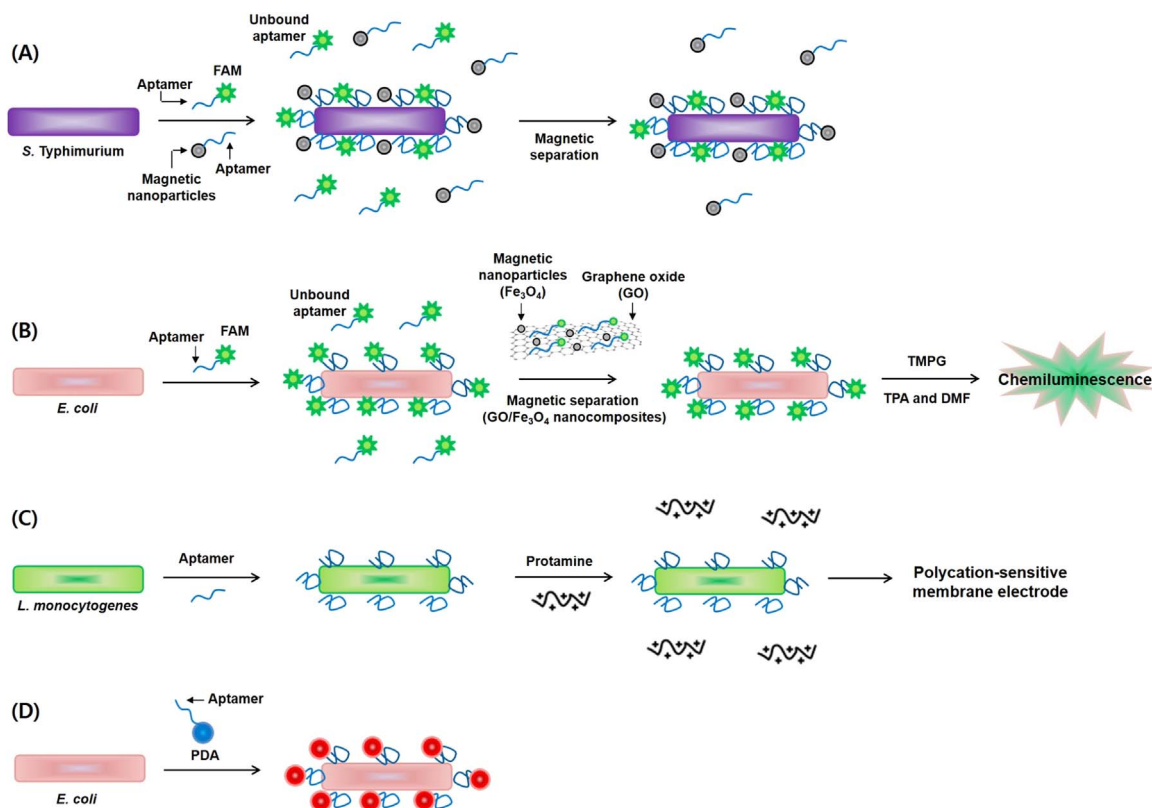 (A)
Unbound
aptamer
FAM
Aptamer
S. Typhimurium
Magnetic
nanoparticles
Aptamer
Magnetic
separation
(B)
Unbound
aptamer
FAM
Aptamer
E. coli
Magnetic
nanoparticles
(Fe₃O₄)
Graphene oxide
(GO)
Magnetic separation
(GO/Fe₃O₄ nanocomposites)
TMPG
TPA and DMF
Chemiluminescence
(C)
Aptamer
L. monocytogenes
Protamine
Polycation-sensitive
membrane electrode
(D)
Aptamer
PDA
E. coli